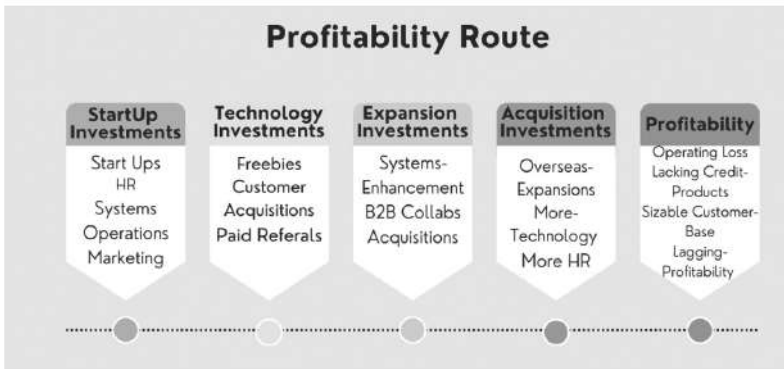 Profitability Route
StartUp
Investments
Start Ups
HR
Systems
Operations
Marketing
Technology
Investments
Freebies
Customer
Acquisitions
Paid Referals
Expansion
Investments
Systems-
Enhancement
B2B Collabs
Acquisitions
Acquisition
Investments
Overseas-
Expansions
More-
Technology
More HR
Profitability
Operating Loss
Lacking Credit-
Products
Sizable Customer-
Base
Lagging-
Profitability